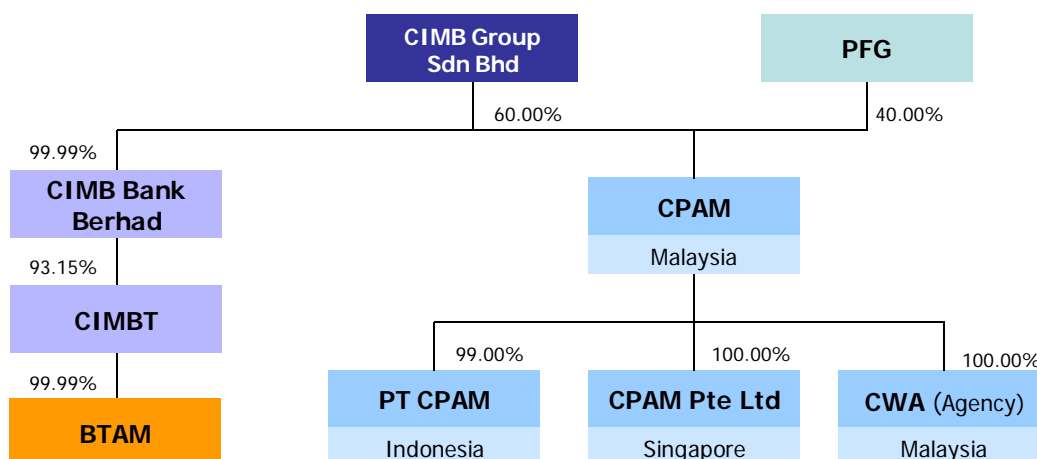 CIMB Group
Sdn Bhd
PFG
60.00%
40.00%
99.99%
CIMB Bank
Berhad
CPAM
Malaysia
93.15%
CIMBT
99.00%
100.00%
100.00%
99.99%
PT CPAM
CPAM Pte Ltd
CWA (Agency)
BTAM
Indonesia
Singapore
Malaysia